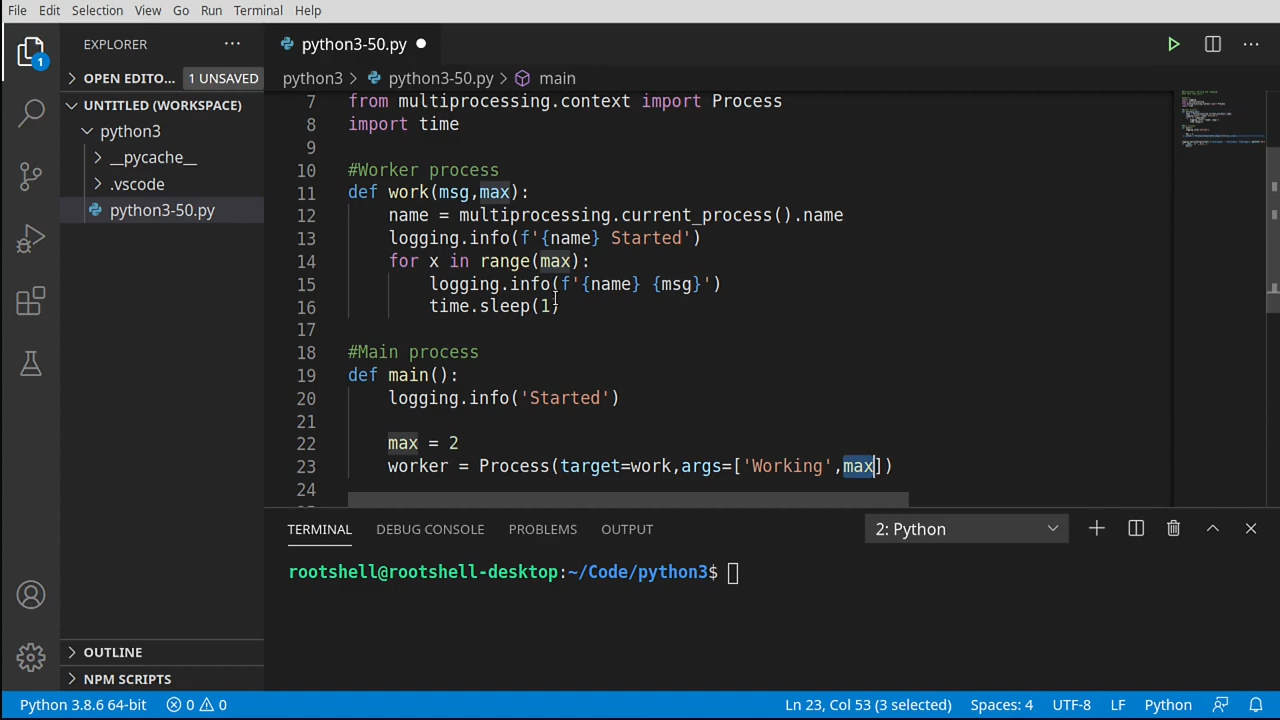 File Edit Selection View Go Run Terminal Help
EXPLORER ···
python3-50.py
1
OPEN EDITO... 1 UNSAVED
python3 > python3-50.py > main
UNTITLED (WORKSPACE)
python3
__pycache__
.vscode
python3-50.py
7 from multiprocessing.context import Process
8 import time
9
10 #Worker process
11 def work(msg,max):
12 name = multiprocessing.current_process().name
13 logging.info(f'{name} Started')
14 for x in range(max):
15 logging.info(f'{name} {msg}')
16 time.sleep(1)
17
18 #Main process
19 def main():
20 logging.info('Started')
21
22 max = 2
23 worker = Process(target=work,args=['Working',max])
24
TERMINAL DEBUG CONSOLE PROBLEMS OUTPUT 2: Python
rootshell@rootshell-desktop:~/Code/python3$
OUTLINE
NPM SCRIPTS
Python 3.8.6 64-bit 0 0 Ln 23, Col 53 (3 selected) Spaces: 4 UTF-8 LF Python